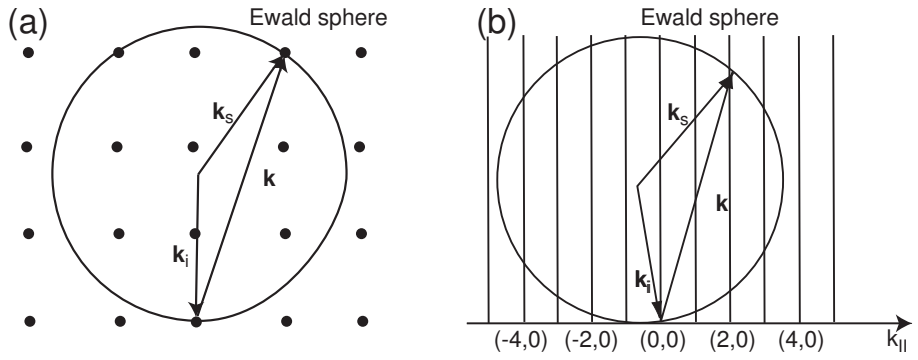 (a)
Ewald sphere
k_s
k
k_i
(b)
Ewald sphere
k_s
k
k_i
(-4,0) (-2,0) (0,0) (2,0) (4,0) k_||